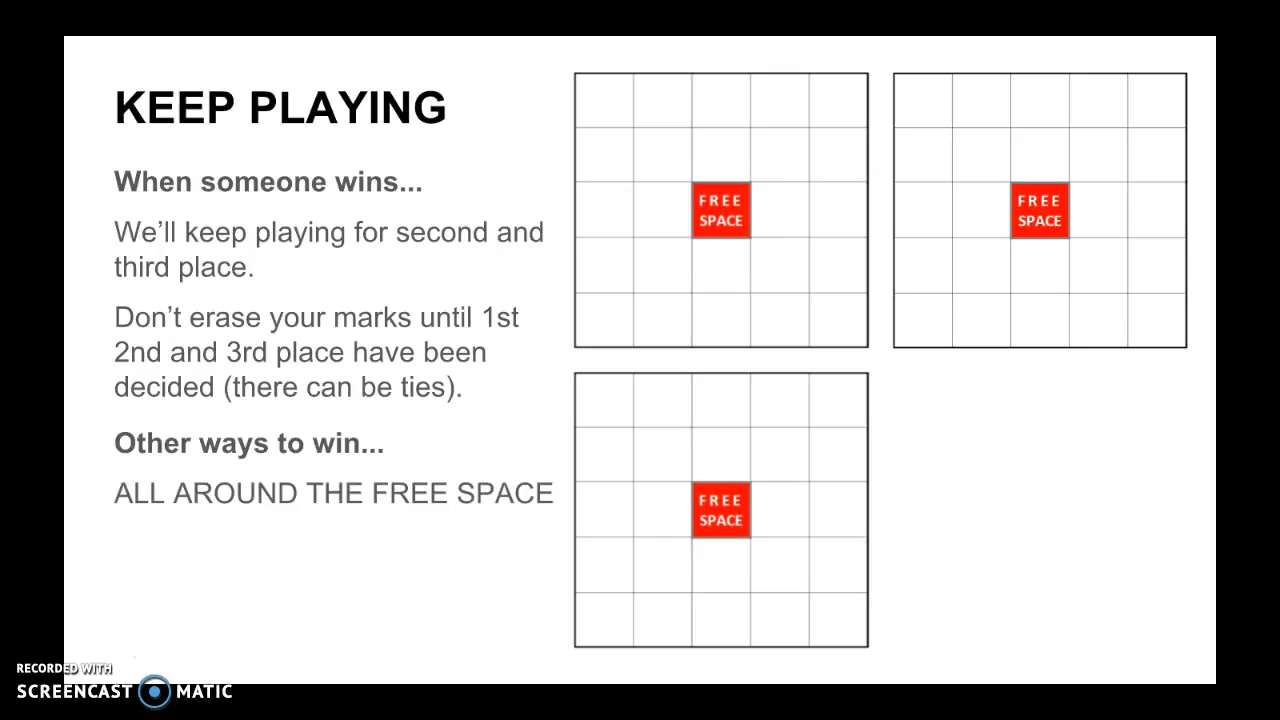 KEEP PLAYING
When someone wins...
We’ll keep playing for second and
third place.
Don’t erase your marks until 1st
2nd and 3rd place have been
decided (there can be ties).
Other ways to win...
ALL AROUND THE FREE SPACE
FREE
SPACE
FREE
SPACE
FREE
SPACE
RECORDED WITH
SCREENCAST MATIC